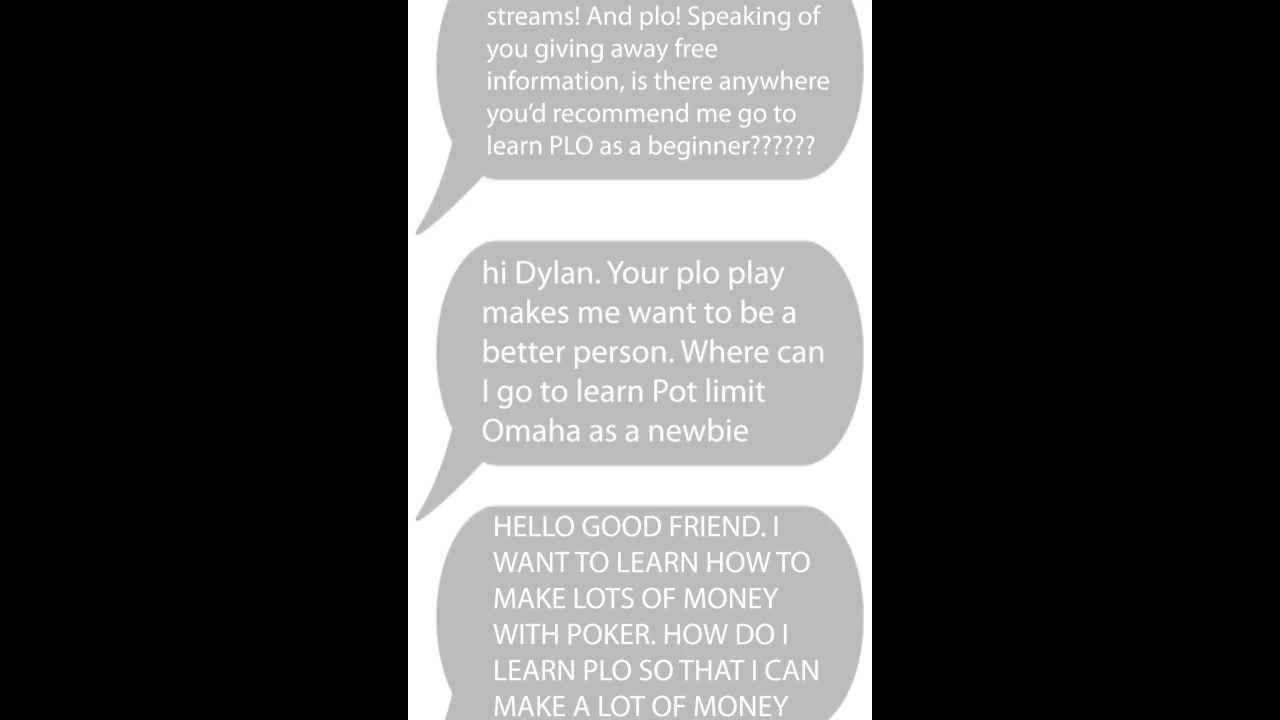 streams! And plo! Speaking of
you giving away free
information, is there anywhere
you'd recommend me go to
learn PLO as a beginner??????
hi Dylan. Your plo play
makes me want to be a
better person. Where can
I go to learn Pot limit
Omaha as a newbie
HELLO GOOD FRIEND. I
WANT TO LEARN HOW TO
MAKE LOTS OF MONEY
WITH POKER. HOW DO I
LEARN PLO SO THAT I CAN
MAKE A LOT OF MONEY